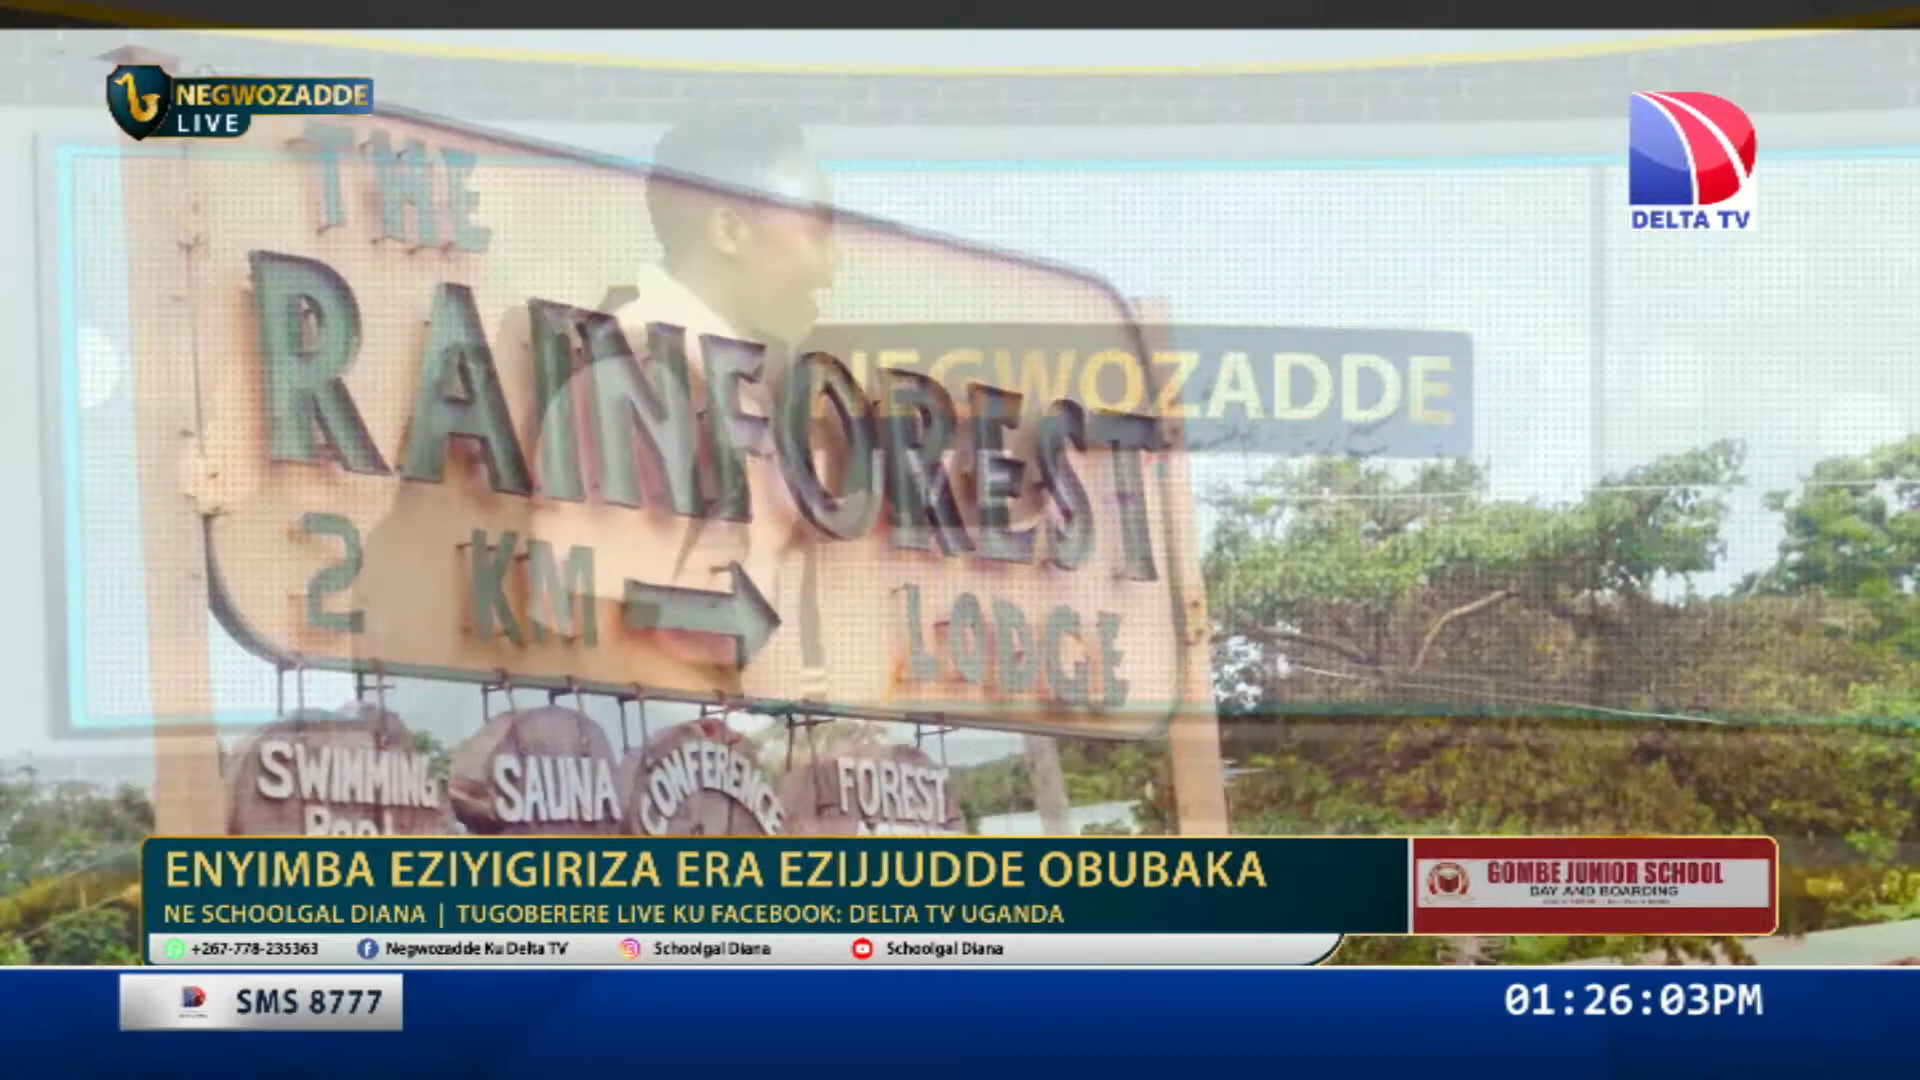 NEGWOZADDE
LIVE
DELTA TV
THE
RAINFOREST
2 KM
LODGE
NEGWOZADDE
LIVE
SWIMMING
Pool
SAUNA
CONFERENCE
FOREST
ENYIMBA EZIYIGIRIZA ERA EZIJJUDDE OBUBAKA
NE SCHOOLGAL DIANA | TUGOBERERE LIVE KU FACEBOOK: DELTA TV UGANDA
GOMBE JUNIOR SCHOOL
DAY AND BOARDING
+267-778-235363
Negwozadde Ku Delta TV
Schoolgal Diana
Schoolgal Diana
SMS 8777
01:26:03PM